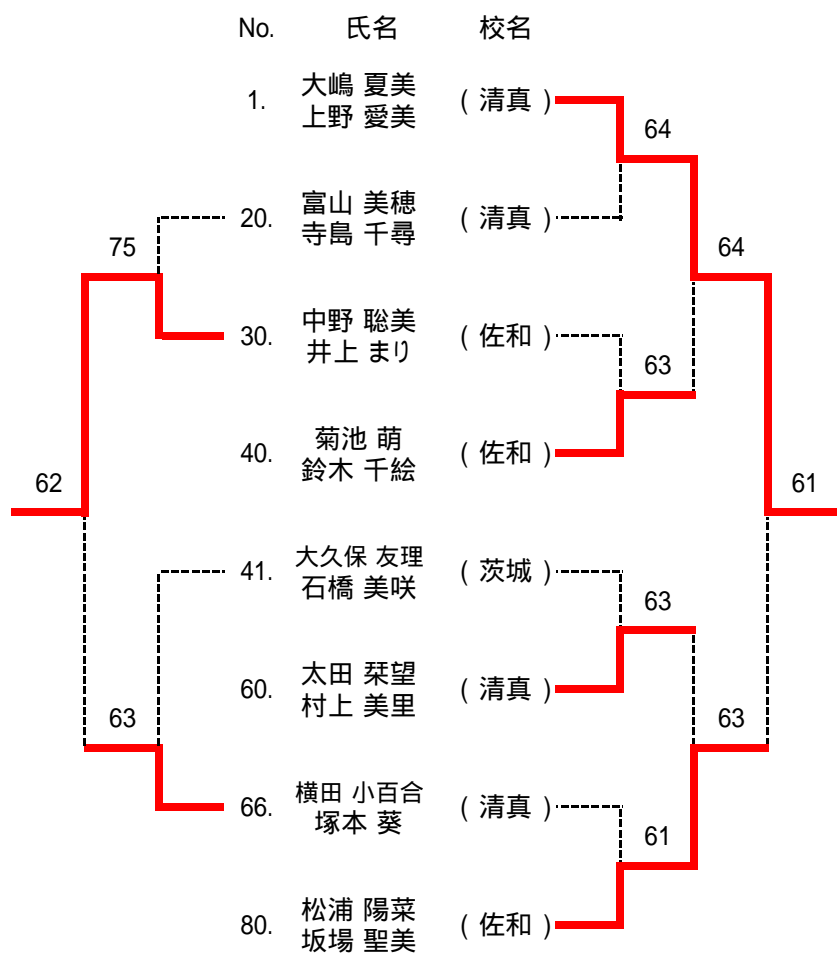 No. 氏名 校名
1. 大嶋 夏美 上野 愛美 ( 清真 )
64
20. 富山 美穂 寺島 千尋 ( 清真 )
75
64
30. 中野 聡美 井上 まり ( 佐和 )
63
40. 菊池 萌 鈴木 千絵 ( 佐和 )
62
61
41. 大久保 友理 石橋 美咲 ( 茨城 )
63
60. 太田 栞望 村上 美里 ( 清真 )
63
63
66. 横田 小百合 塚本 葵 ( 清真 )
61
80. 松浦 陽菜 坂場 聖美 ( 佐和 )